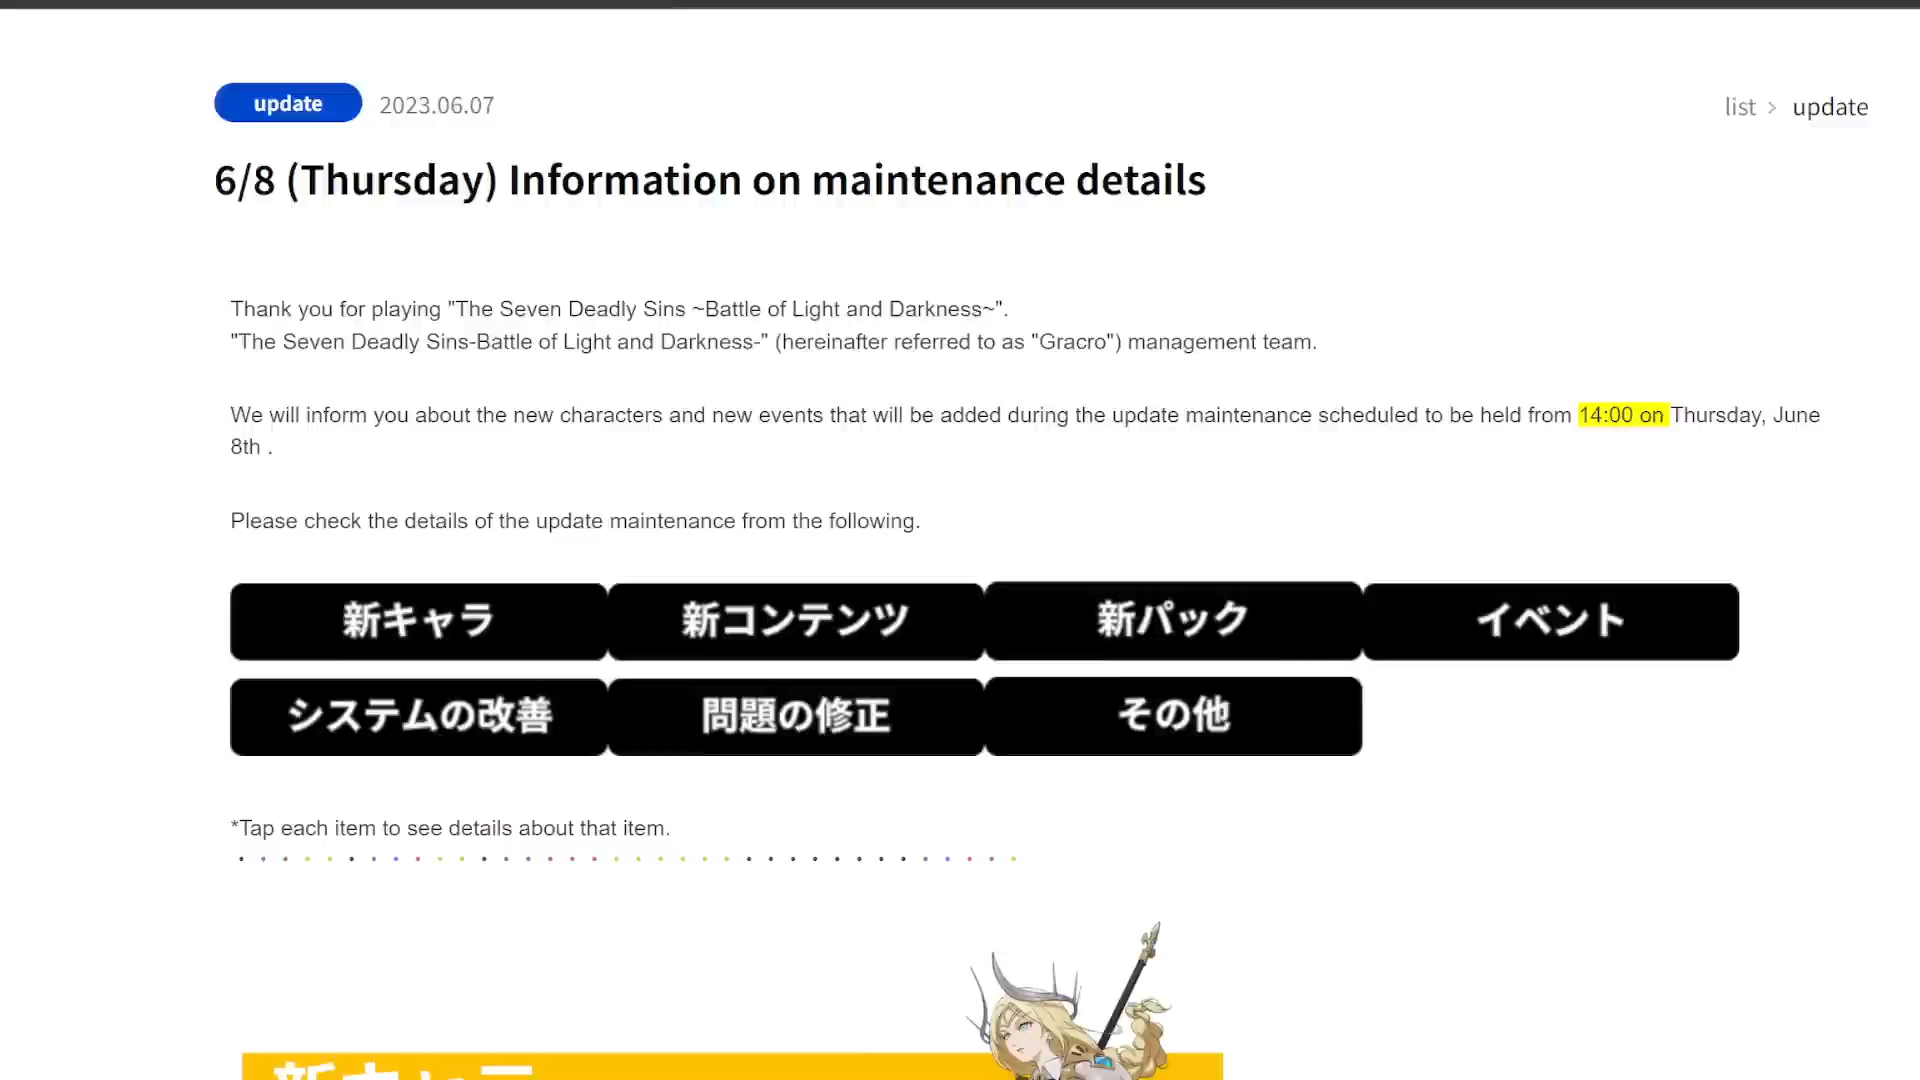 update 2023.06.07
list > update
6/8 (Thursday) Information on maintenance details
Thank you for playing "The Seven Deadly Sins ~Battle of Light and Darkness~".
"The Seven Deadly Sins-Battle of Light and Darkness-" (hereinafter referred to as "Gracro") management team.
We will inform you about the new characters and new events that will be added during the update maintenance scheduled to be held from 14:00 on Thursday, June
8th .
Please check the details of the update maintenance from the following.
新キャラ 新コンテンツ 新パック イベント
システムの改善 問題の修正 その他
*Tap each item to see details about that item.
新キャラ